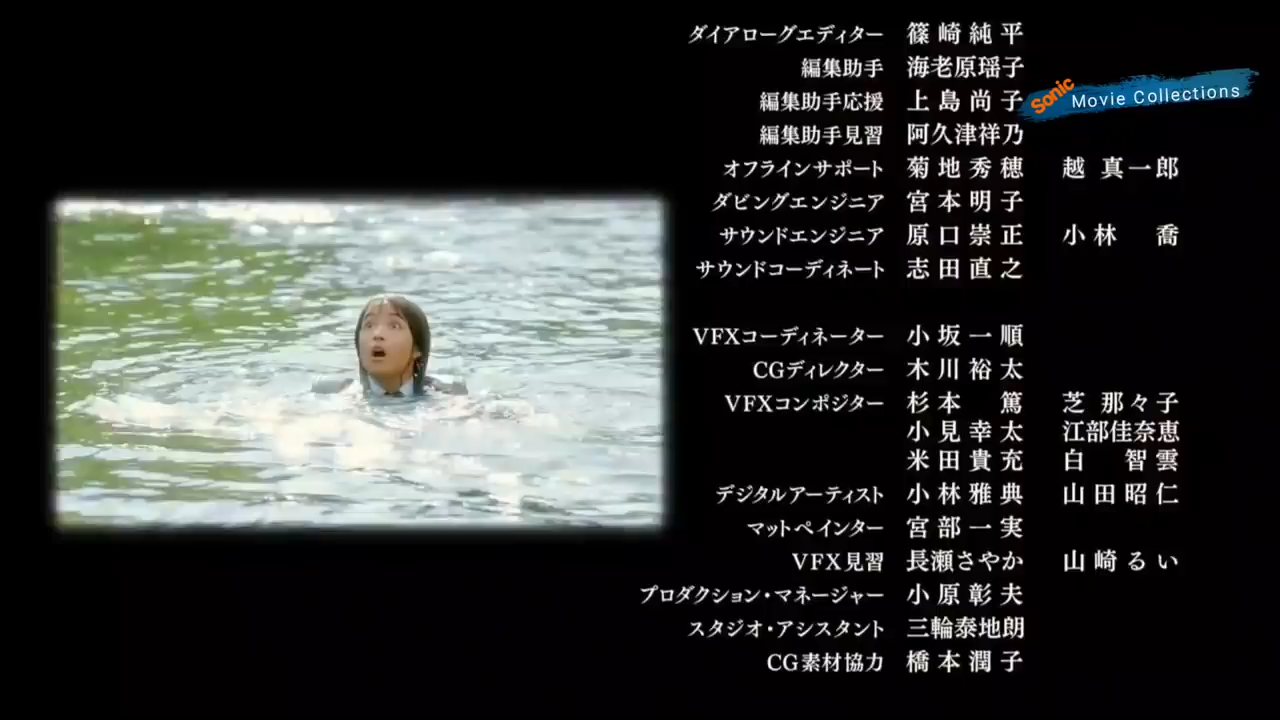 ダイアローグエディター 篠崎純平
編集助手 海老原瑶子
編集助手応援 上島尚子
Sonic Movie Collections
編集助手見習 阿久津祥乃
オフラインサポート 菊地秀穂 越 真一郎
ダビングエンジニア 宮本明子
サウンドエンジニア 原口崇正 小林 喬
サウンドコーディネート 志田直之
VFXコーディネーター 小坂一順
CGディレクター 木川裕太
VFXコンポジター 杉本 篤 芝 那々子
小見幸太 江部佳奈恵
米田貴充 白 智雲
デジタルアーティスト 小林雅典 山田昭仁
マットペインター 宮部一実
VFX見習 長瀬さやか 山崎るい
プロダクション・マネージャー 小原彰夫
スタジオ・アシスタント 三輪泰地朗
CG素材協力 橋本潤子